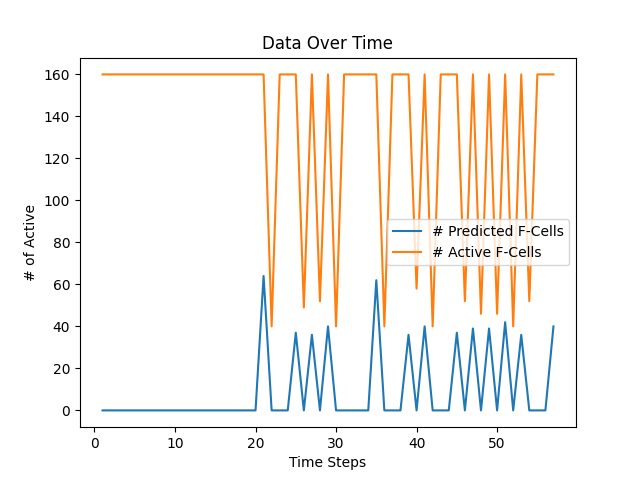 Data Over Time
# of Active
160
140
120
100
80
60
40
20
0
# Predicted F-Cells
# Active F-Cells
0 10 20 30 40 50
Time Steps